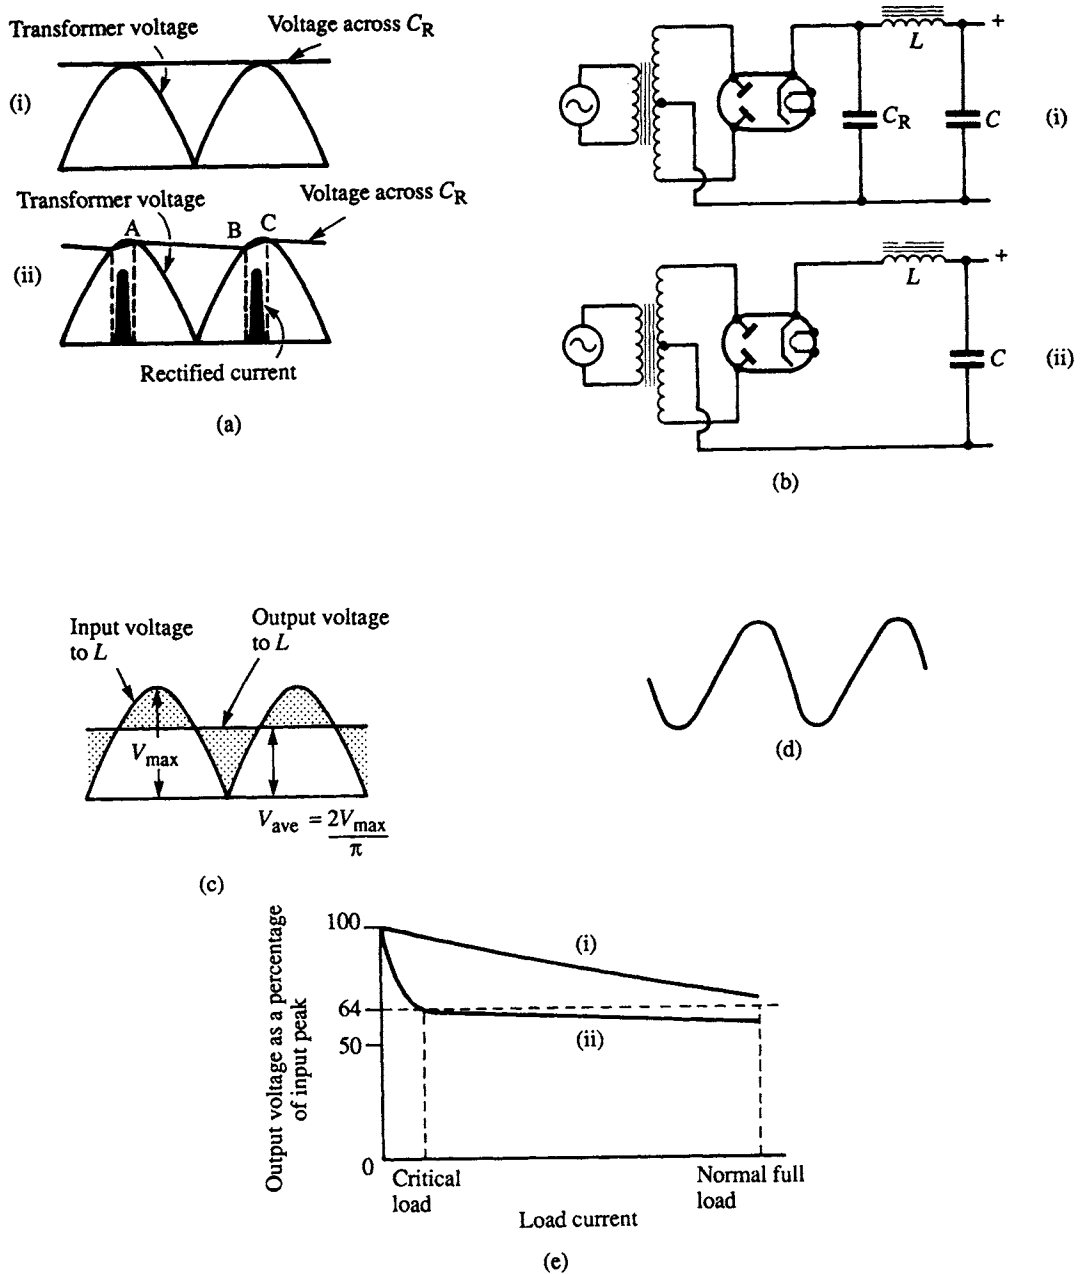 Transformer voltage
Voltage across C_R
(i)
Transformer voltage
Voltage across C_R
A
B
C
(ii)
Rectified current
(a)
L
+
C_R
C
(i)
L
+
C
(ii)
(b)
Input voltage
to L
Output voltage
to L
V_max
V_ave = 2V_max
π
(c)
(d)
Output voltage as a percentage
of input peak
100
64
50
0
(i)
(ii)
Critical
load
Normal full
load
Load current
(e)